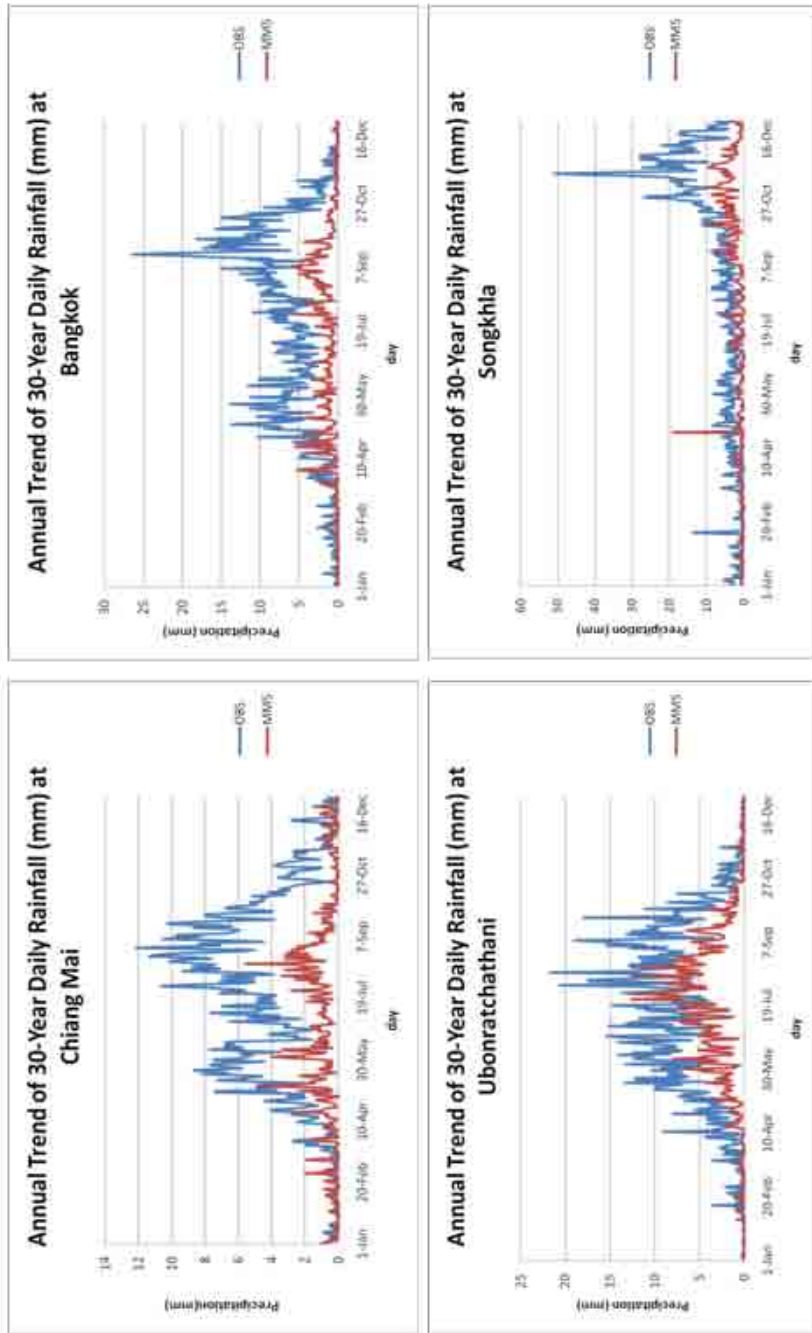 Annual Trend of 30-Year Daily Rainfall (mm) at
Chiang Mai
Precipitation(mm)
14
12
10
8
6
4
2
0
1-Jan 20-Feb 10-Apr 30-May 19-Jul 7-Sep 27-Oct 16-Dec
day
OBS
MM5
Annual Trend of 30-Year Daily Rainfall (mm) at
Bangkok
Precipitation (mm)
30
25
20
15
10
5
0
1-Jan 20-Feb 10-Apr 30-May 19-Jul 7-Sep 27-Oct 16-Dec
day
OBS
MM5
Annual Trend of 30-Year Daily Rainfall (mm) at
Ubonratchathani
Precipitation (mm)
25
20
15
10
5
0
1-Jan 20-Feb 10-Apr 30-May 19-Jul 7-Sep 27-Oct 16-Dec
day
OBS
MM5
Annual Trend of 30-Year Daily Rainfall (mm) at
Songkhla
Precipitation (mm)
60
50
40
30
20
10
0
1-Jan 20-Feb 10-Apr 30-May 19-Jul 7-Sep 27-Oct 16-Dec
day
OBS
MM5